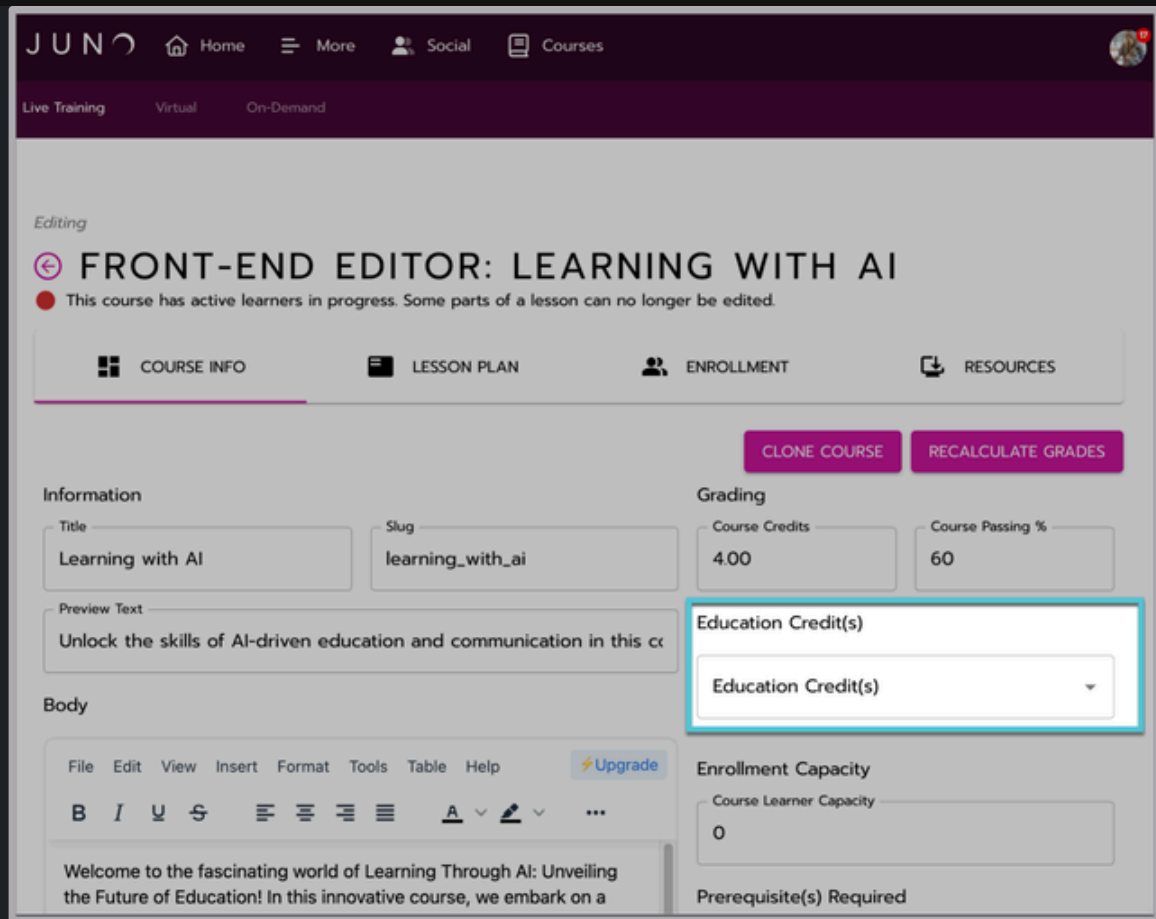 JUNO Home More Social Courses 17
Live Training Virtual On-Demand
Editing
FRONT-END EDITOR: LEARNING WITH AI
This course has active learners in progress. Some parts of a lesson can no longer be edited.
COURSE INFO LESSON PLAN ENROLLMENT RESOURCES
CLONE COURSE RECALCULATE GRADES
Information
Title
Learning with AI
Slug
learning_with_ai
Preview Text
Unlock the skills of AI-driven education and communication in this co
Body
File Edit View Insert Format Tools Table Help ⚡Upgrade
B I U S A ...
Welcome to the fascinating world of Learning Through AI: Unveiling
the Future of Education! In this innovative course, we embark on a
Grading
Course Credits
4.00
Course Passing %
60
Education Credit(s)
Education Credit(s)
Enrollment Capacity
Course Learner Capacity
0
Prerequisite(s) Required